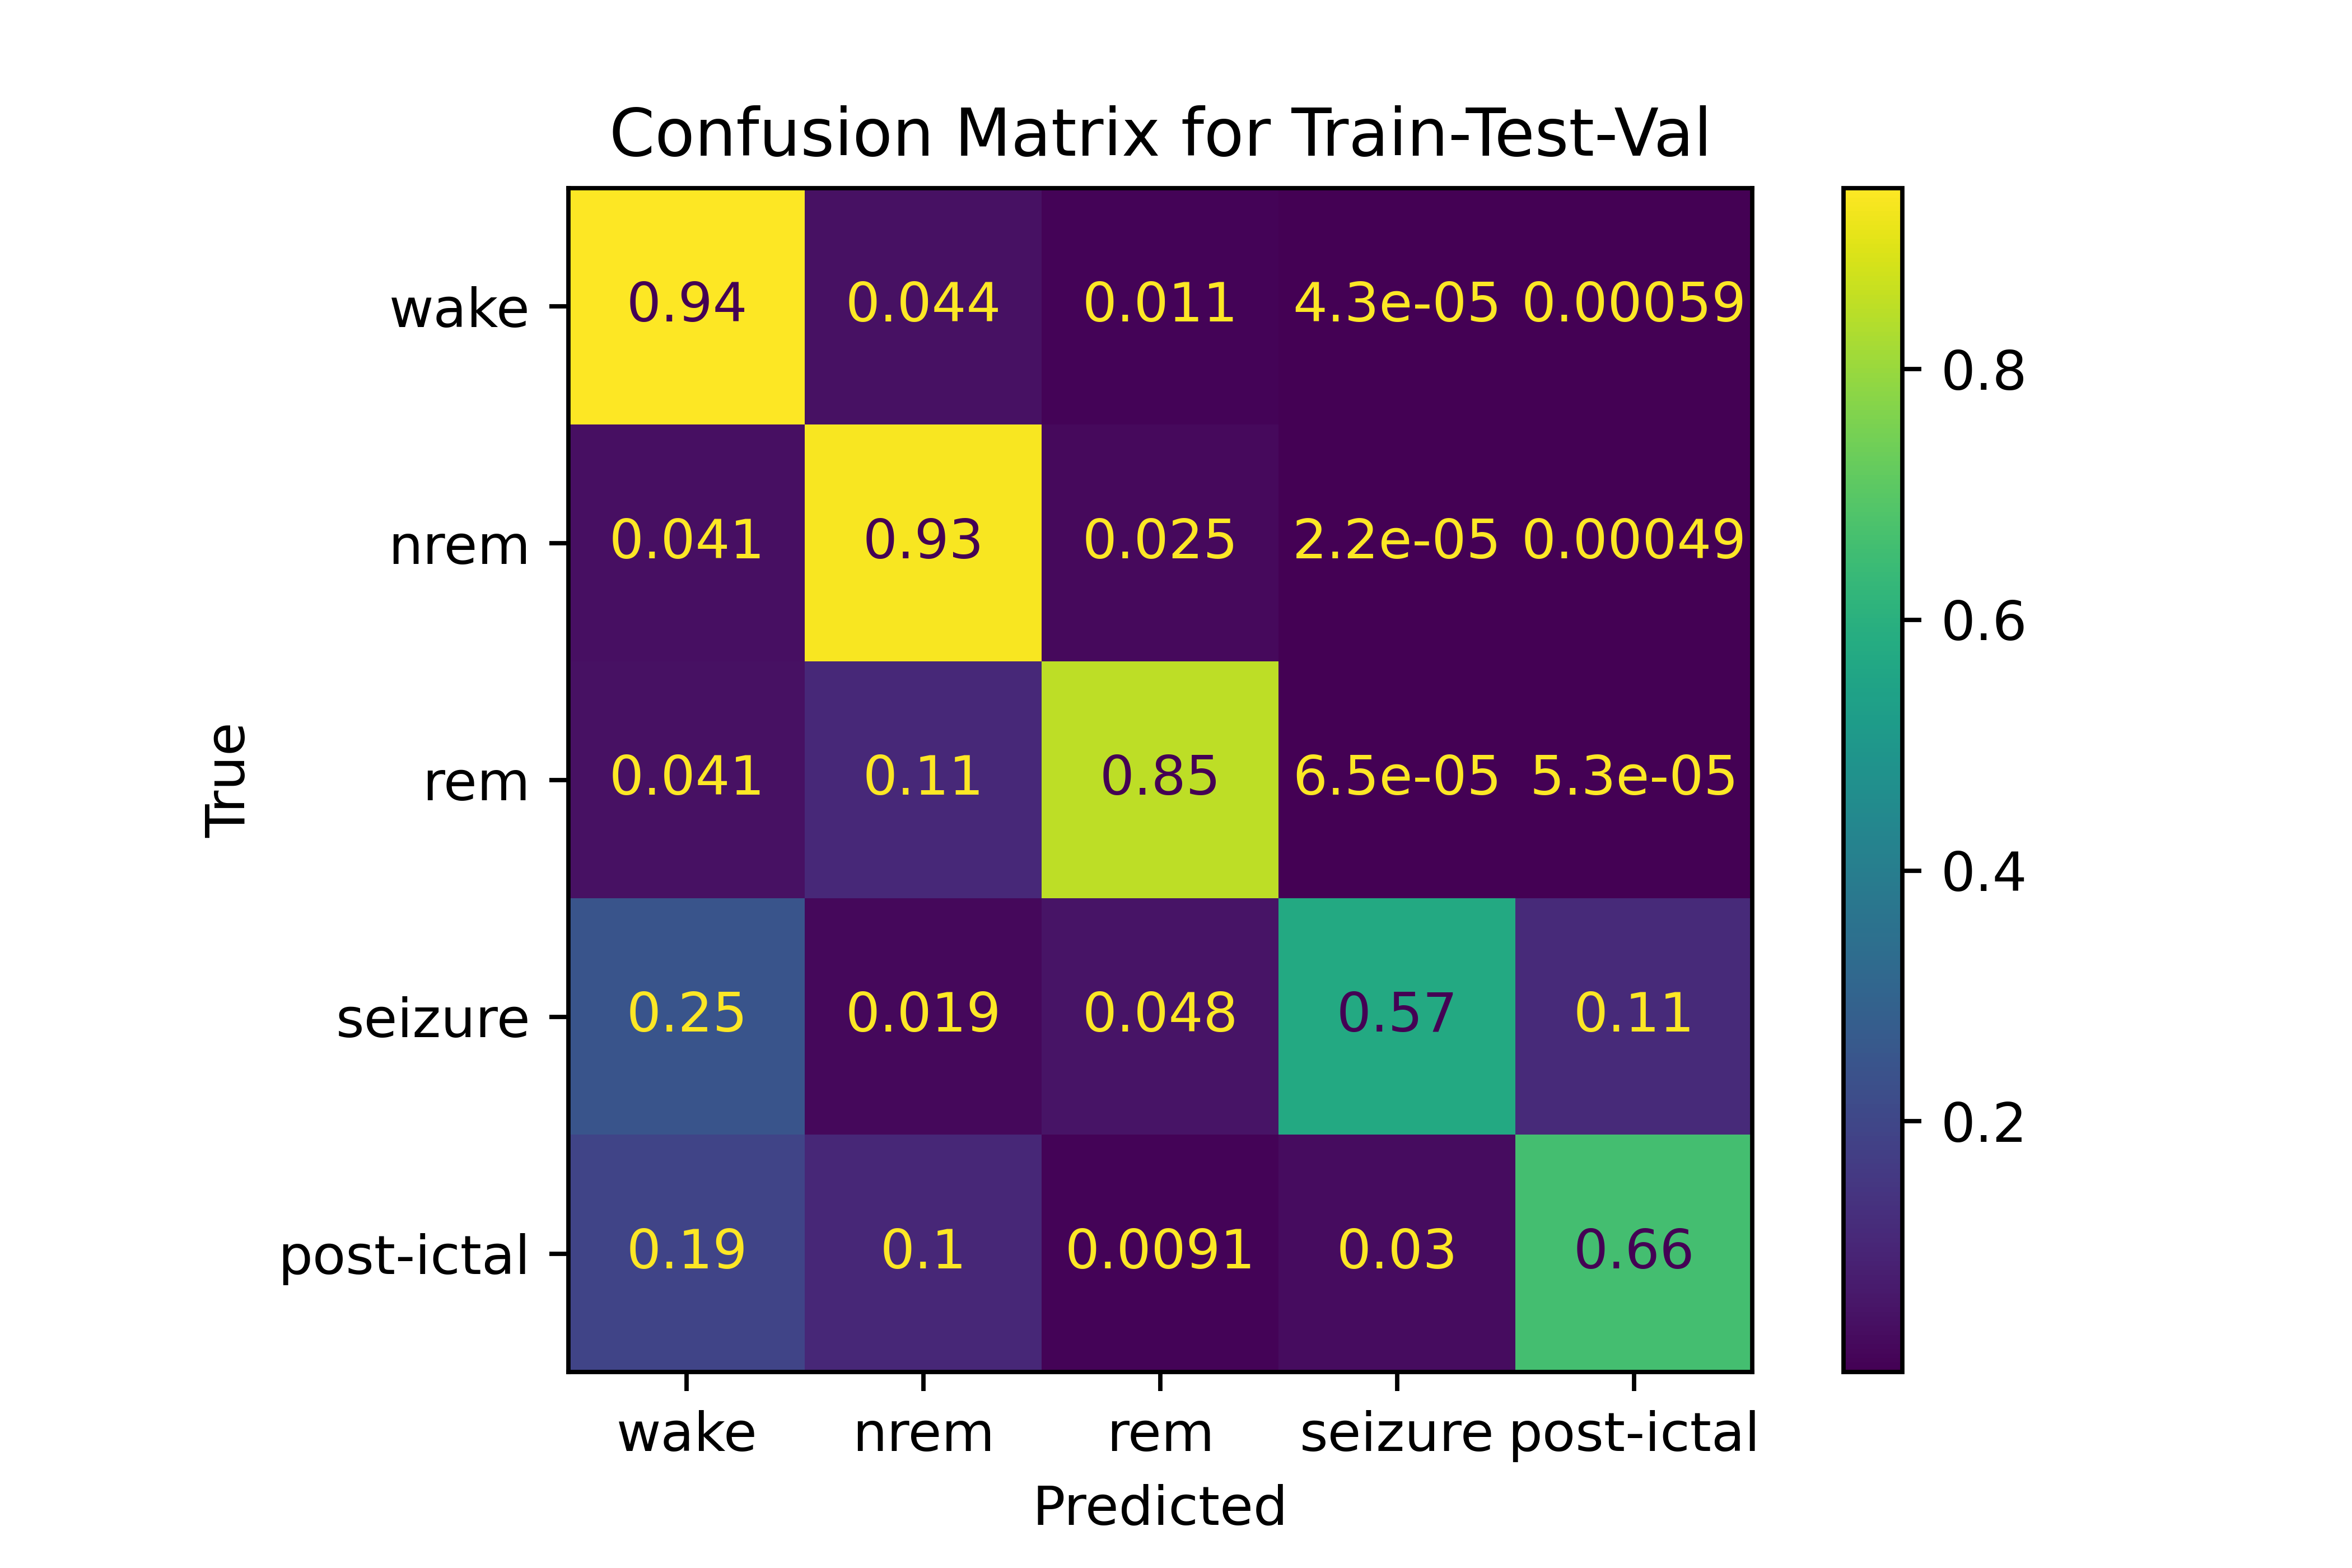 Confusion Matrix for Train-Test-Val
wake 0.94 0.044 0.011 4.3e-05 0.00059
nrem 0.041 0.93 0.025 2.2e-05 0.00049
rem 0.041 0.11 0.85 6.5e-05 5.3e-05
seizure 0.25 0.019 0.048 0.57 0.11
post-ictal 0.19 0.1 0.0091 0.03 0.66
wake nrem rem seizure post-ictal
Predicted
True
0.8
0.6
0.4
0.2